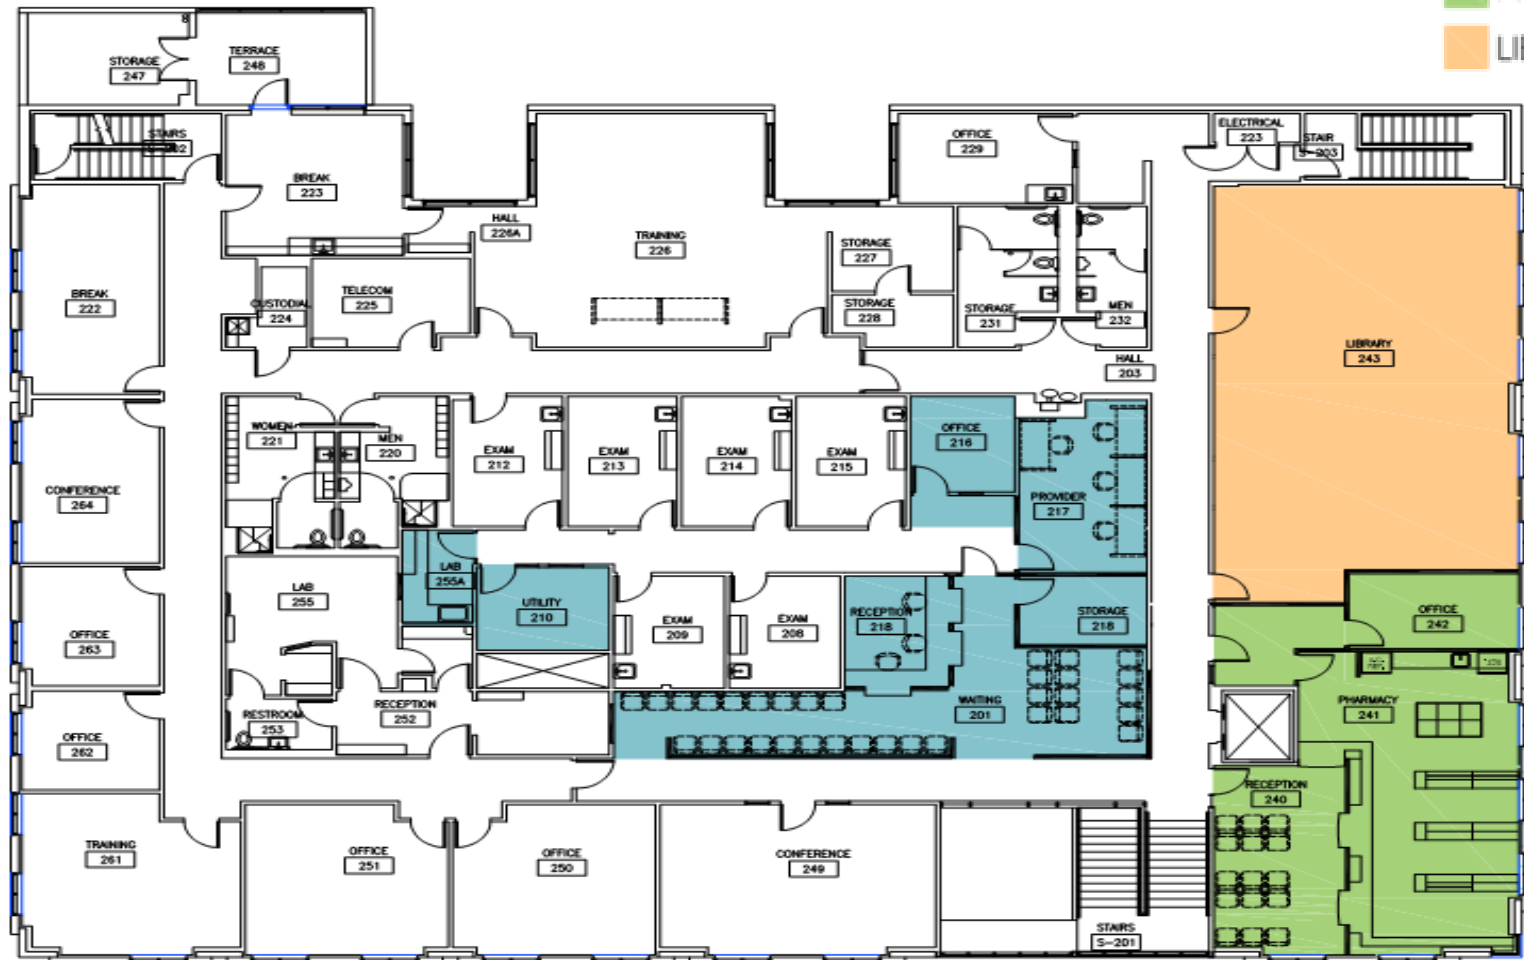 LI
8
STORAGE
247
TERRACE
248
STAIRS
BREAK
223
HALL
226A
TRAINING
226
STORAGE
227
STORAGE
228
OFFICE
229
ELECTRICAL
223
STAIR
S-203
STORAGE
231
MEN
232
HALL
203
BREAK
222
CUSTODIAL
224
TELECOM
225
LIBRARY
243
WOMEN
221
MEN
220
EXAM
212
EXAM
213
EXAM
214
EXAM
215
OFFICE
216
PROVIDER
217
CONFERENCE
264
LAB
255A
LAB
255
UTILITY
210
EXAM
209
EXAM
208
RECEPTION
218
STORAGE
218
OFFICE
242
OFFICE
263
RESTROOM
253
RECEPTION
252
WAITING
201
PHARMACY
241
OFFICE
262
RECEPTION
240
TRAINING
261
OFFICE
251
OFFICE
250
CONFERENCE
249
STAIRS
S-201